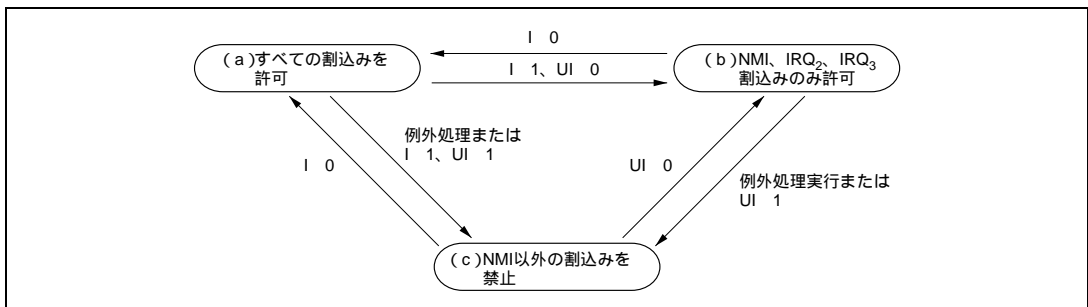 I 0
(a)すべての割込みを
許可
I 1、UI 0
(b)NMI、IRQ2、IRQ3
割込みのみ許可
例外処理または
I 1、UI 1
I 0
UI 0
例外処理実行または
UI 1
(c)NMI以外の割込みを
禁止